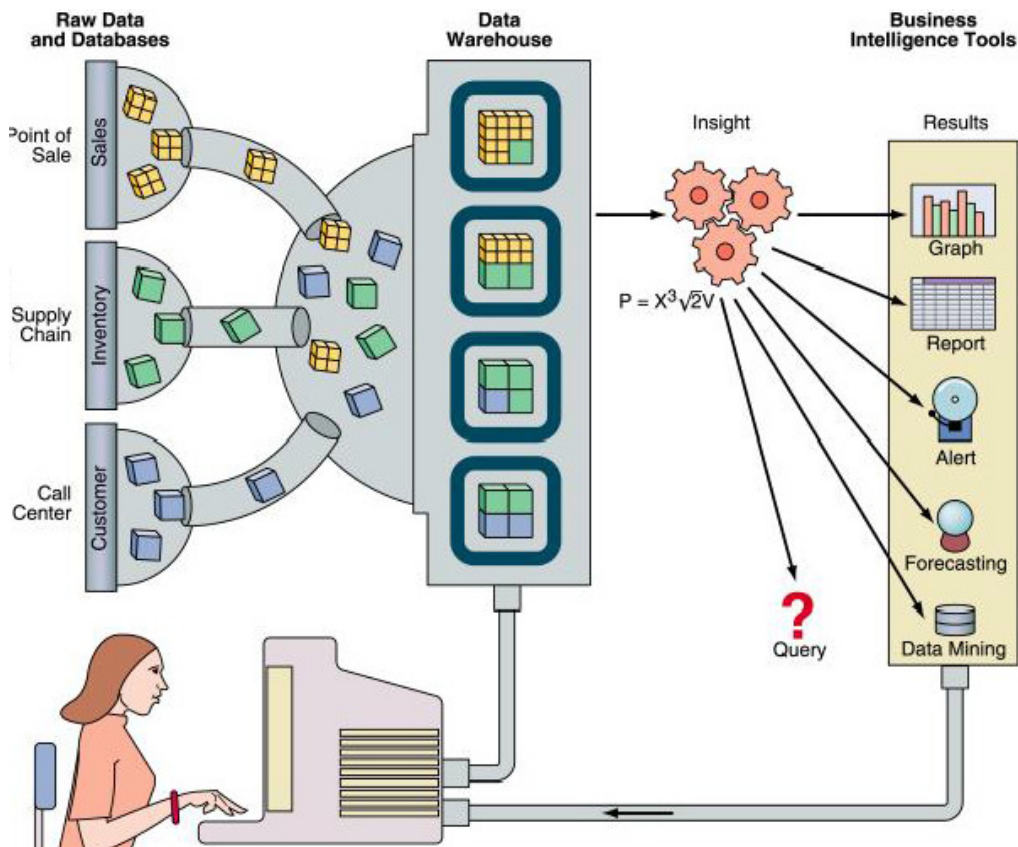 Raw Data
and Databases
Data
Warehouse
Business
Intelligence Tools
Point of
Sale
Sales
Supply
Chain
Inventory
Call
Center
Customer
Insight
P = X³√2V
Results
Graph
Report
Alert
Forecasting
Data Mining
?
Query